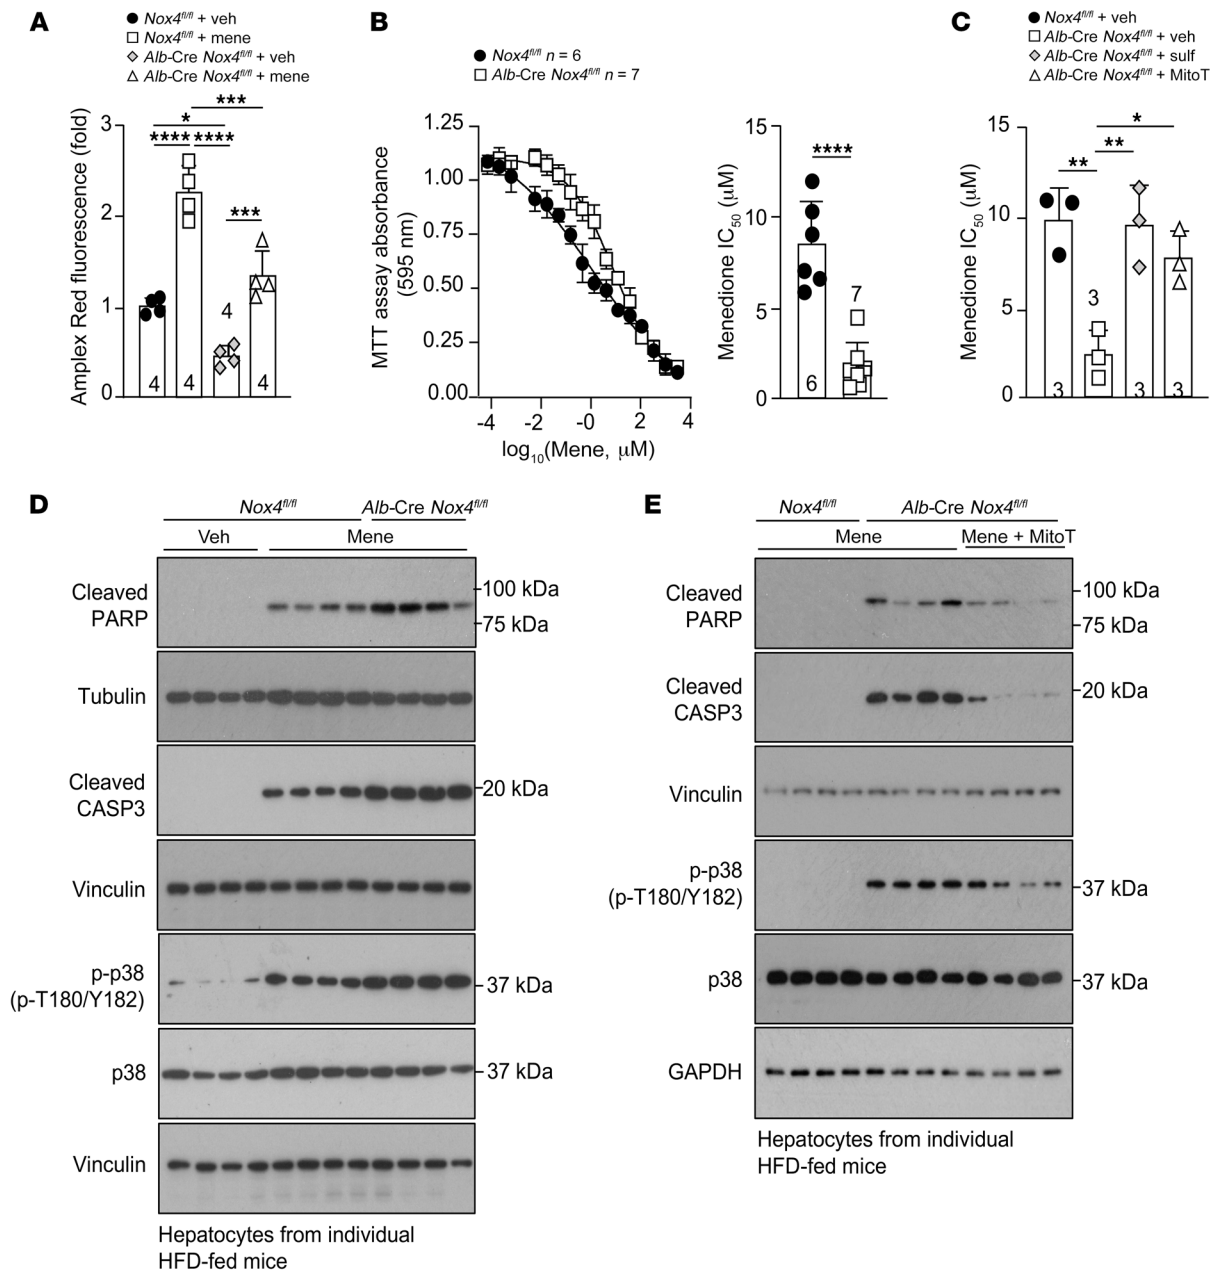 A
Nox4fl/fl + veh
Nox4fl/fl + mene
Alb-Cre Nox4fl/fl + veh
Alb-Cre Nox4fl/fl + mene
Amplex Red fluorescence (fold)
3
2
1
0
***
*
**** ****
***
4
4
4
4
B
Nox4fl/fl n = 6
Alb-Cre Nox4fl/fl n = 7
MTT assay absorbance
(595 nm)
1.25
1.00
0.75
0.50
0.25
0.00
-4 -2 -0 2 4
log10(Mene, μM)
Menedione IC50 (μM)
15
10
5
0
****
7
6
C
Nox4fl/fl + veh
Alb-Cre Nox4fl/fl + veh
Alb-Cre Nox4fl/fl + sulf
Alb-Cre Nox4fl/fl + MitoT
Menedione IC50 (μM)
15
10
5
0
*
**
**
3
3
3
3
D
Nox4fl/fl Alb-Cre Nox4fl/fl
Veh Mene
Cleaved
PARP
100 kDa
75 kDa
Tubulin
Cleaved
CASP3
20 kDa
Vinculin
p-p38
(p-T180/Y182)
37 kDa
p38
37 kDa
Vinculin
Hepatocytes from individual
HFD-fed mice
E
Nox4fl/fl Alb-Cre Nox4fl/fl
Mene Mene + MitoT
Cleaved
PARP
100 kDa
75 kDa
Cleaved
CASP3
20 kDa
Vinculin
p-p38
(p-T180/Y182)
37 kDa
p38
37 kDa
GAPDH
Hepatocytes from individual
HFD-fed mice